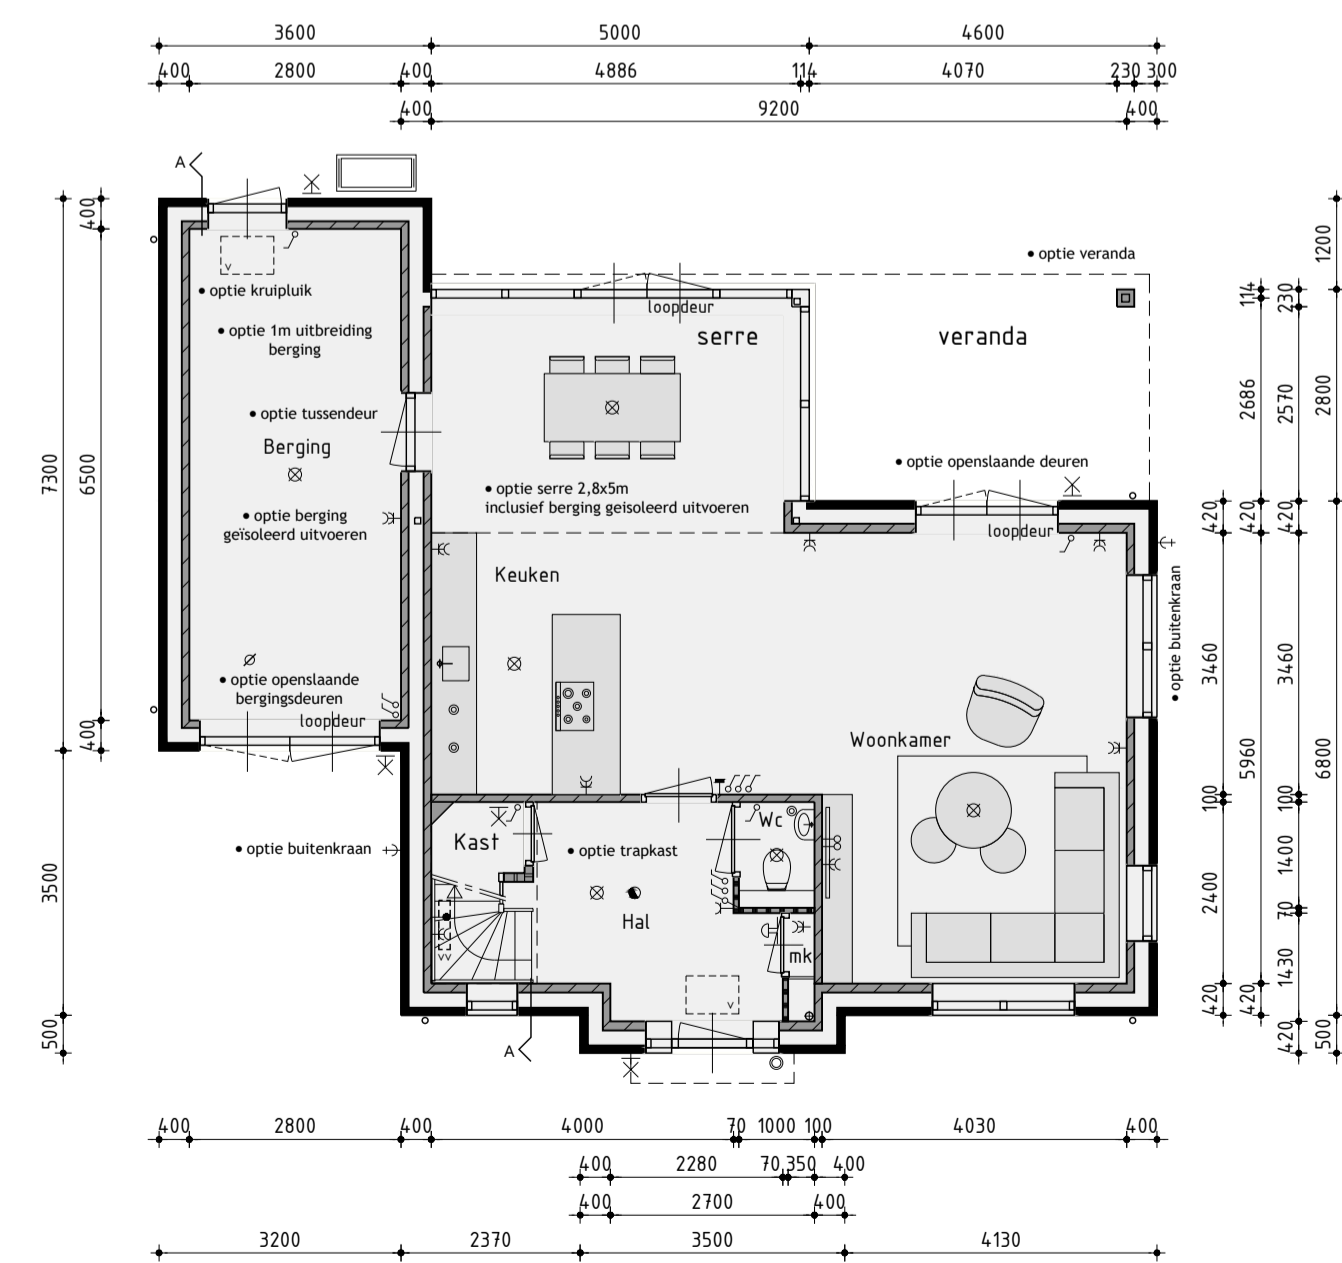 3600 5000 4600
400 2800 400 4886 114 4070 230 300
400 9200 400
A
400
1200
• optie veranda
• optie kruipluik
loopdeur
114 230
• optie 1m uitbreiding
berging
serre
veranda
2686 2570 2800
• optie tussendeur
Berging
7300 6500
• optie openslaande deuren
• optie serre 2,8x5m
inclusief berging geisoleerd uitvoeren
• optie berging
geïsoleerd uitvoeren
loopdeur
420 420 420
Keuken
• optie buitenkraan
3460 3460
• optie openslaande
bergingsdeuren
loopdeur
400
Woonkamer
5960 6800
100 100
Wc
Kast
• optie buitenkraan
• optie trapkast
1400
3500
2400
70
Hal
mk
1430
420 420
500
420 500
A
400 2800 400 4000 70 1000 100 4030 400
400 2280 70 350 400
400 2700 400
3200 2370 3500 4130